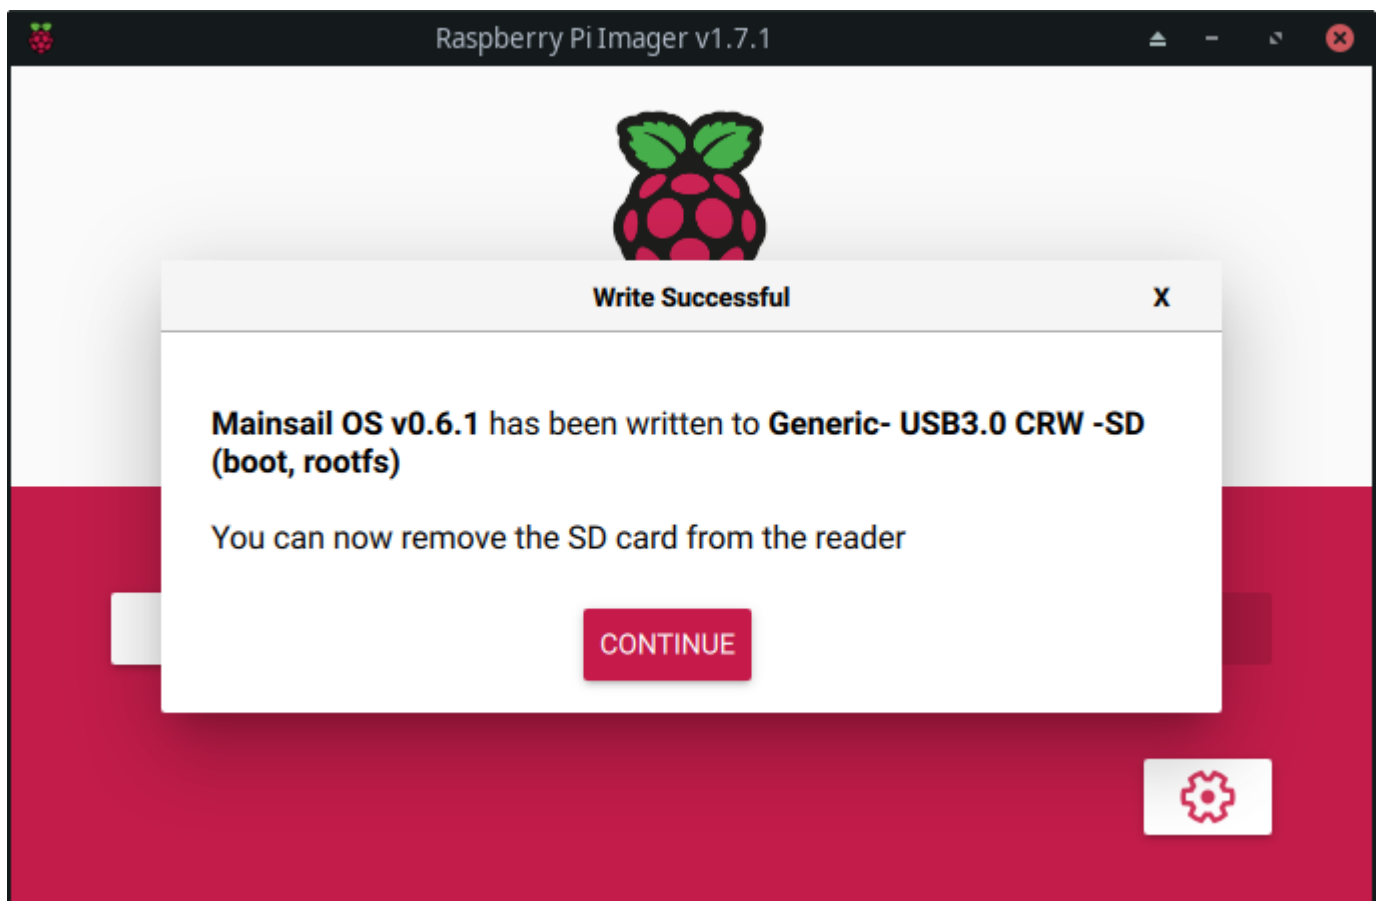 Raspberry Pi Imager v1.7.1
Write Successful
X
Mainsail OS v0.6.1 has been written to Generic- USB3.0 CRW -SD
(boot, rootfs)
You can now remove the SD card from the reader
CONTINUE